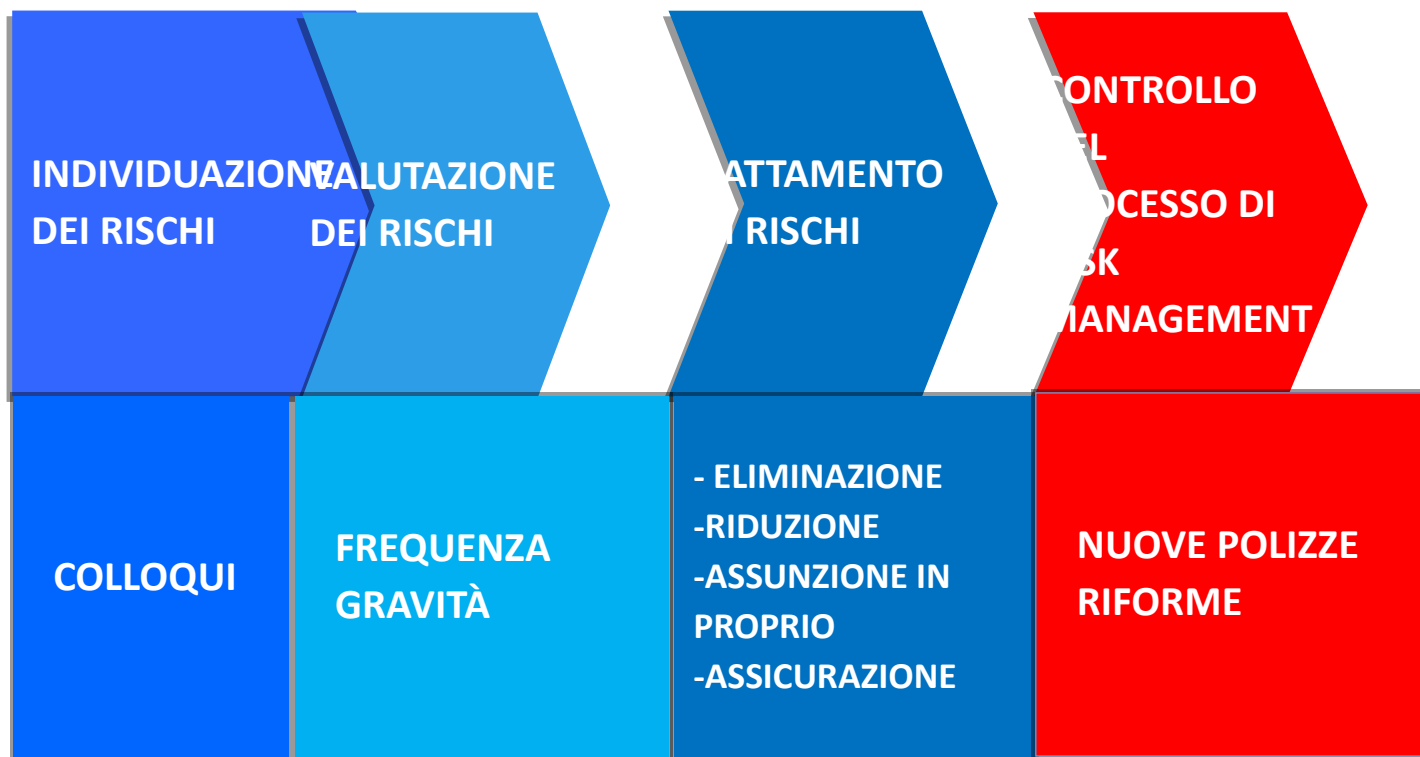 INDIVIDUAZIONE
DEI RISCHI
VALUTAZIONE
DEI RISCHI
ATTAMENTO
I RISCHI
CONTROLLO
EL
OCESSO DI
SK
MANAGEMENT
COLLOQUI
FREQUENZA
GRAVITÀ
- ELIMINAZIONE
-RIDUZIONE
-ASSUNZIONE IN
PROPRIO
-ASSICURAZIONE
NUOVE POLIZZE
RIFORME